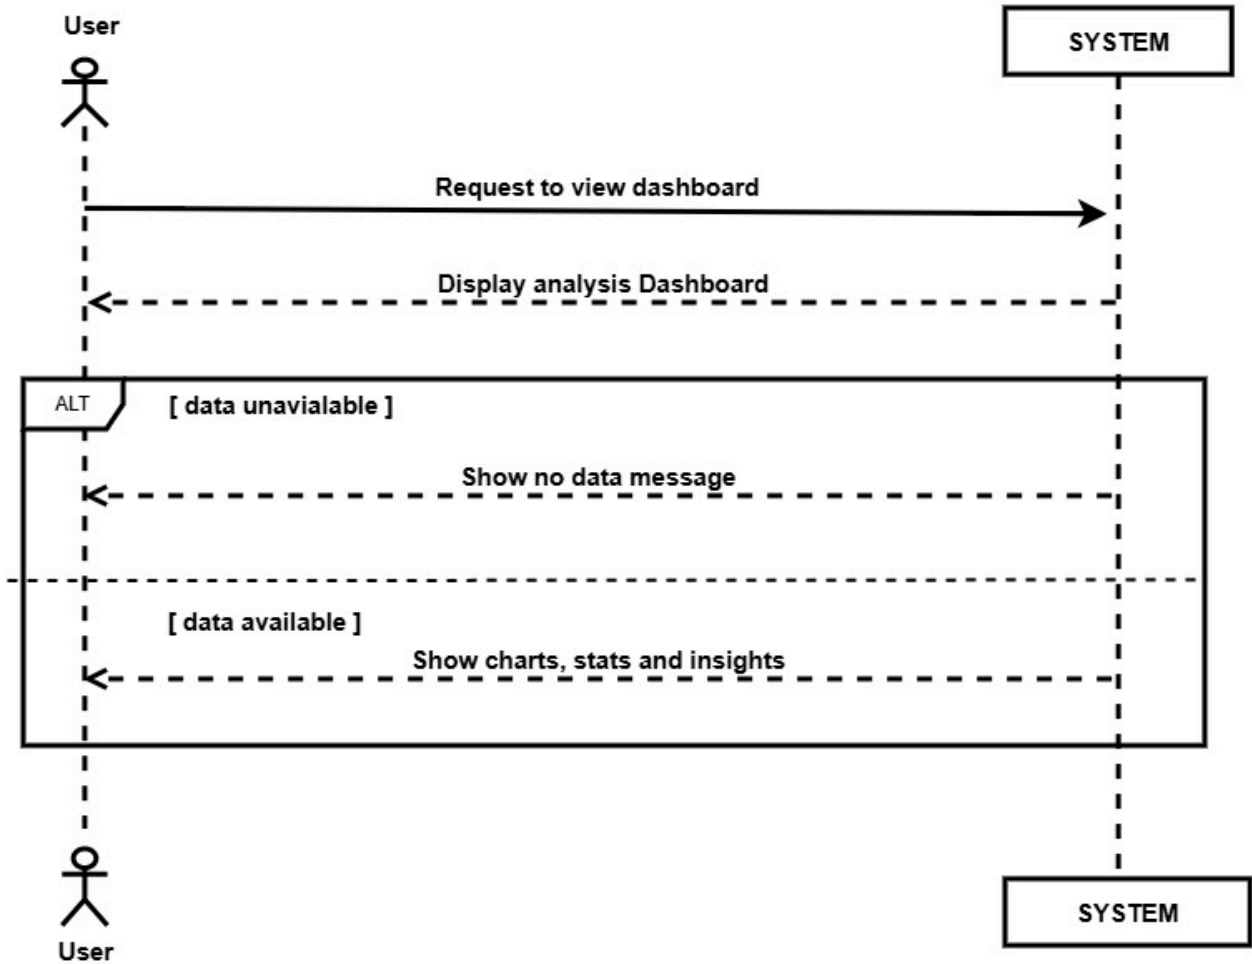 User
SYSTEM
Request to view dashboard
Display analysis Dashboard
ALT
[ data unavialable ]
Show no data message
[ data available ]
Show charts, stats and insights
SYSTEM
User